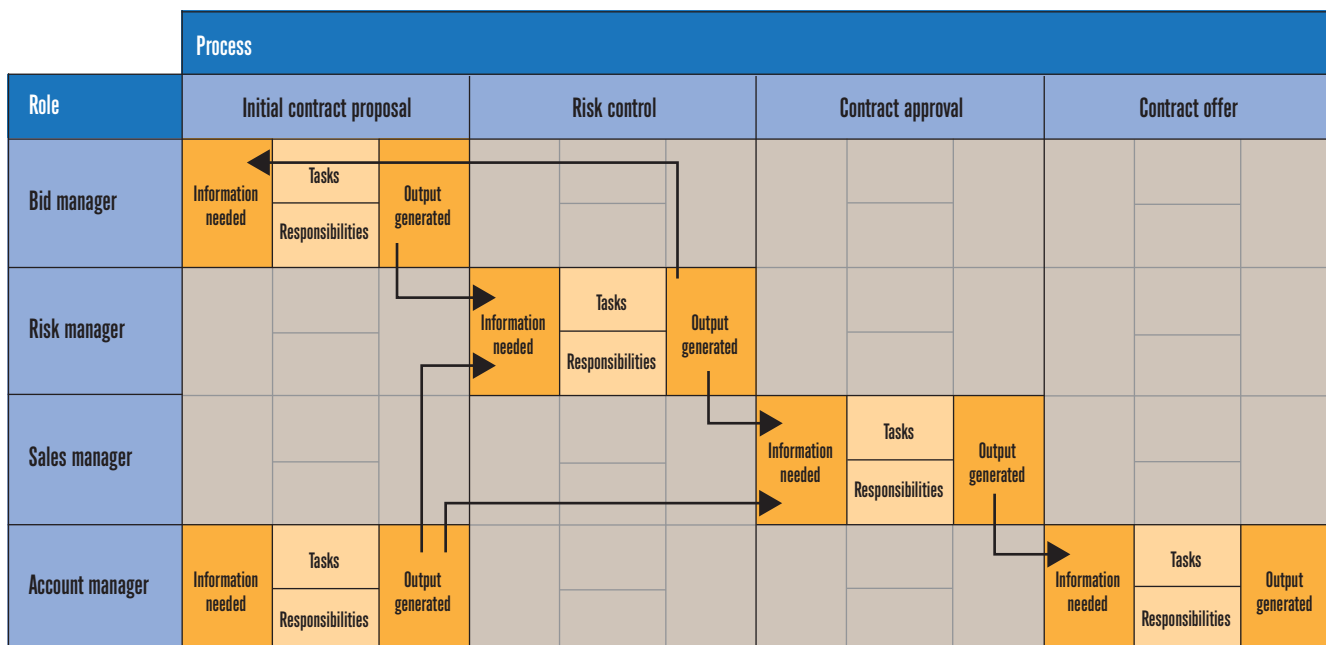 Process
Role
Initial contract proposal
Risk control
Contract approval
Contract offer
Bid manager
Information
needed
Tasks
Responsibilities
Output
generated
Risk manager
Information
needed
Tasks
Responsibilities
Output
generated
Sales manager
Information
needed
Tasks
Responsibilities
Output
generated
Account manager
Information
needed
Tasks
Responsibilities
Output
generated
Information
needed
Tasks
Responsibilities
Output
generated